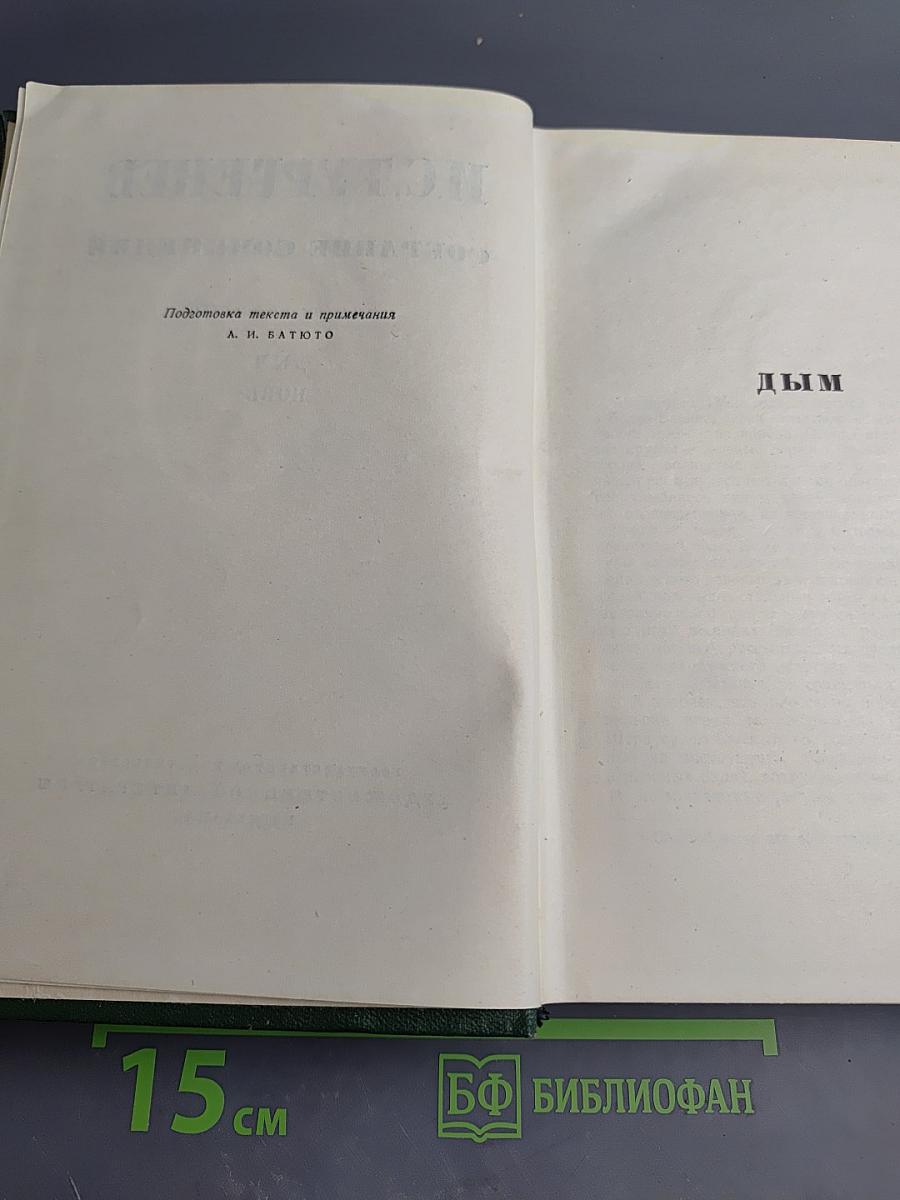 Подготовка текста и примечания
А. И. БАТЮТО
ДЫМ
15 см
БФ БИБЛИОФАН